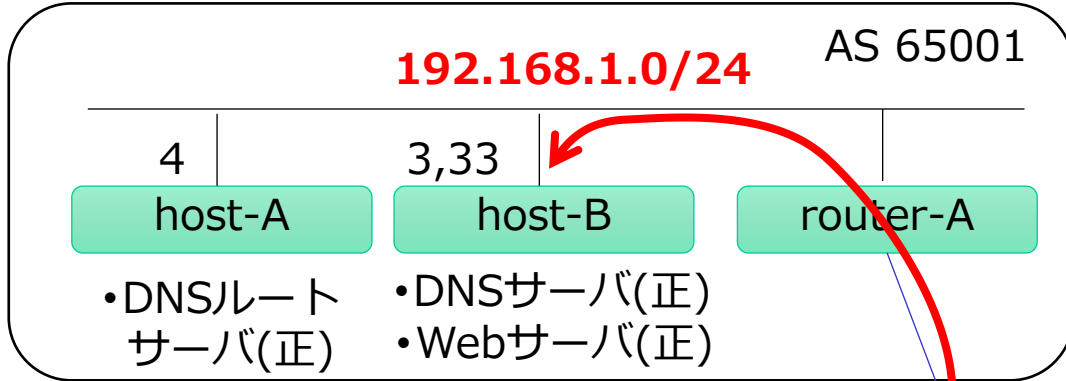 AS 65001
192.168.1.0/24
4
3,33
host-A
host-B
router-A
•DNSルート
サーバ(正)
•DNSサーバ(正)
•Webサーバ(正)